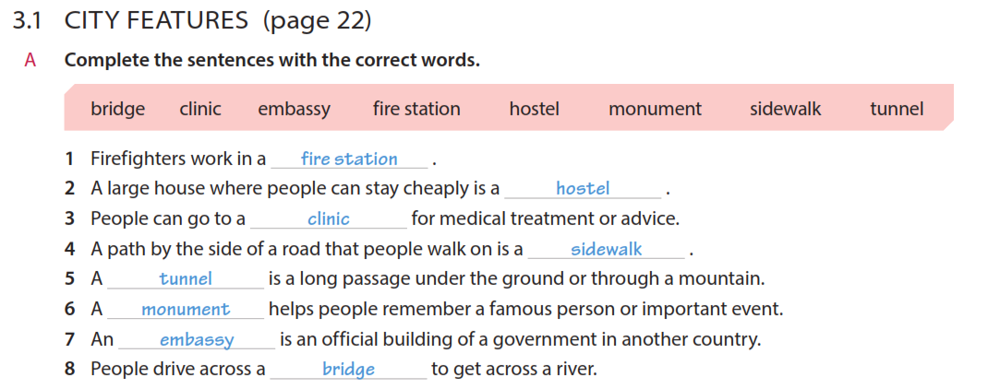 3.1 CITY FEATURES (page 22)
A Complete the sentences with the correct words.
bridge clinic embassy fire station hostel monument sidewalk tunnel
1 Firefighters work in a fire station .
2 A large house where people can stay cheaply is a hostel .
3 People can go to a clinic for medical treatment or advice.
4 A path by the side of a road that people walk on is a sidewalk .
5 A tunnel is a long passage under the ground or through a mountain.
6 A monument helps people remember a famous person or important event.
7 An embassy is an official building of a government in another country.
8 People drive across a bridge to get across a river.